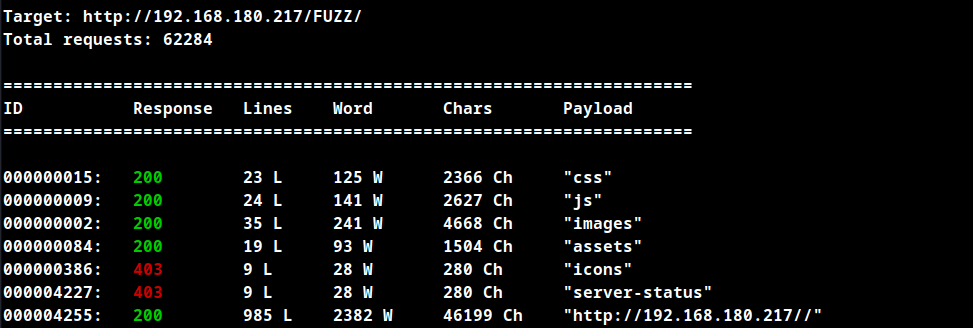 Target: http://192.168.180.217/FUZZ/
Total requests: 62284
=====================================================================
ID           Response   Lines    Word       Chars       Payload
=====================================================================
000000015:   200        23 L     125 W      2366 Ch     "css"
000000009:   200        24 L     141 W      2627 Ch     "js"
000000002:   200        35 L     241 W      4668 Ch     "images"
000000084:   200        19 L     93 W       1504 Ch     "assets"
000000386:   403        9 L      28 W       280 Ch      "icons"
000004227:   403        9 L      28 W       280 Ch      "server-status"
000004255:   200        985 L    2382 W     46199 Ch    "http://192.168.180.217//"